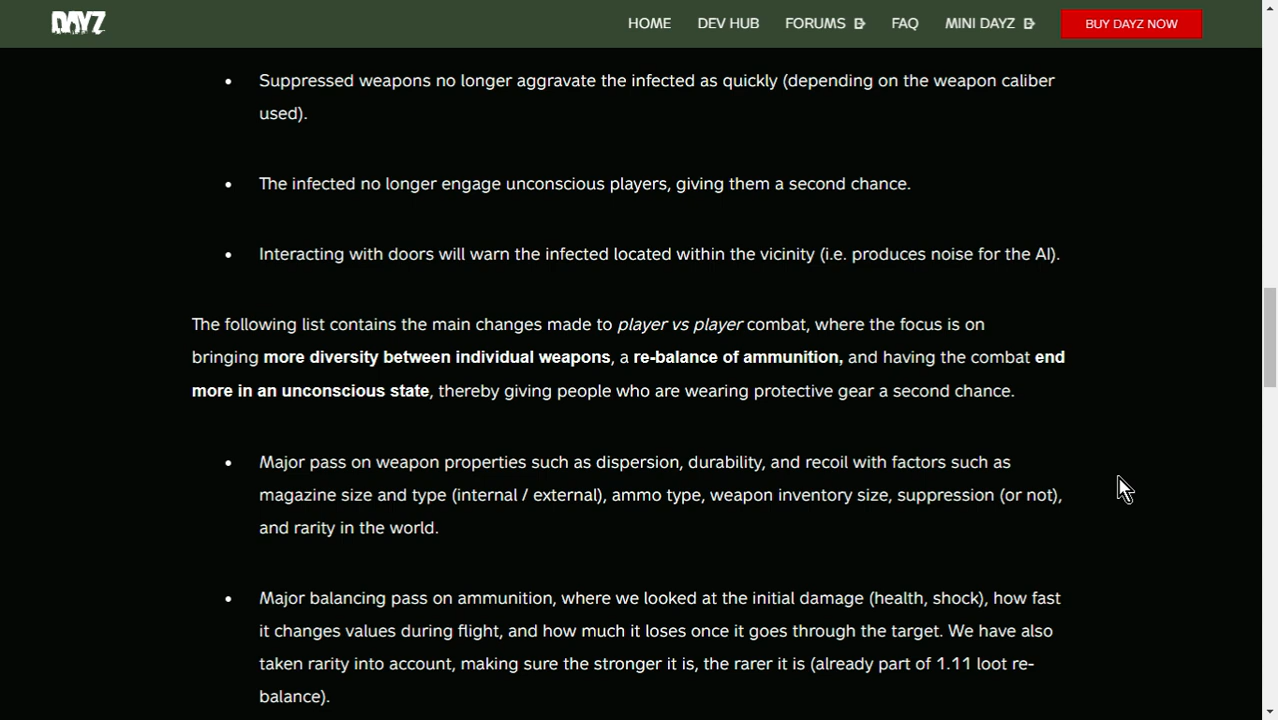 DAYZ
HOME DEV HUB FORUMS FAQ MINI DAYZ BUY DAYZ NOW
• Suppressed weapons no longer aggravate the infected as quickly (depending on the weapon caliber
used).
• The infected no longer engage unconscious players, giving them a second chance.
• Interacting with doors will warn the infected located within the vicinity (i.e. produces noise for the AI).
The following list contains the main changes made to player vs player combat, where the focus is on
bringing more diversity between individual weapons, a re-balance of ammunition, and having the combat end
more in an unconscious state, thereby giving people who are wearing protective gear a second chance.
• Major pass on weapon properties such as dispersion, durability, and recoil with factors such as
magazine size and type (internal / external), ammo type, weapon inventory size, suppression (or not),
and rarity in the world.
• Major balancing pass on ammunition, where we looked at the initial damage (health, shock), how fast
it changes values during flight, and how much it loses once it goes through the target. We have also
taken rarity into account, making sure the stronger it is, the rarer it is (already part of 1.11 loot re-
balance).